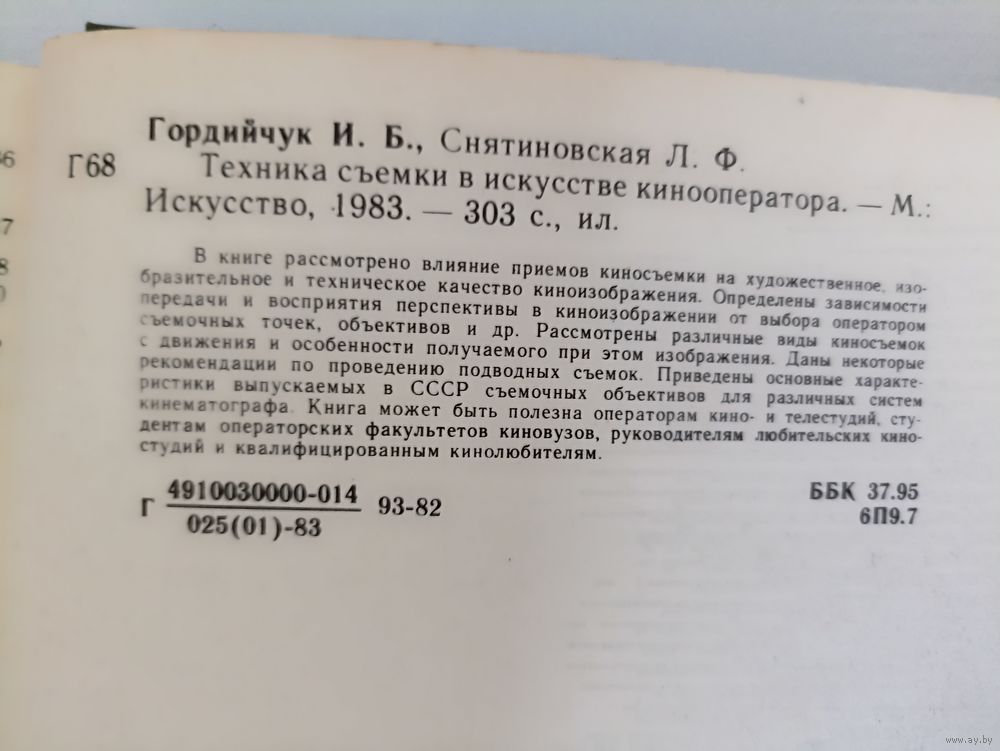 Гордийчук И. Б., Снятиновская Л. Ф.
Г68 Техника съемки в искусстве кинооператора. — М.:
Искусство, 1983. — 303 с., ил.
В книге рассмотрено влияние приемов киносъемки на художественное, изо-
бразительное и техническое качество киноизображения. Определены зависимости
передачи и восприятия перспективы в киноизображении от выбора оператором
съемочных точек, объективов и др. Рассмотрены различные виды киносъемок
с движения и особенности получаемого при этом изображения. Даны некоторые
рекомендации по проведению подводных съемок. Приведены основные характе-
ристики выпускаемых в СССР съемочных объективов для различных систем
кинематографа. Книга может быть полезна операторам кино- и телестудий, сту-
дентам операторских факультетов киновузов, руководителям любительских кино-
студий и квалифицированным кинолюбителям.
Г 4910030000-014 93-82
025(01)-83
ББК 37.95
6П9.7
www.ay.by